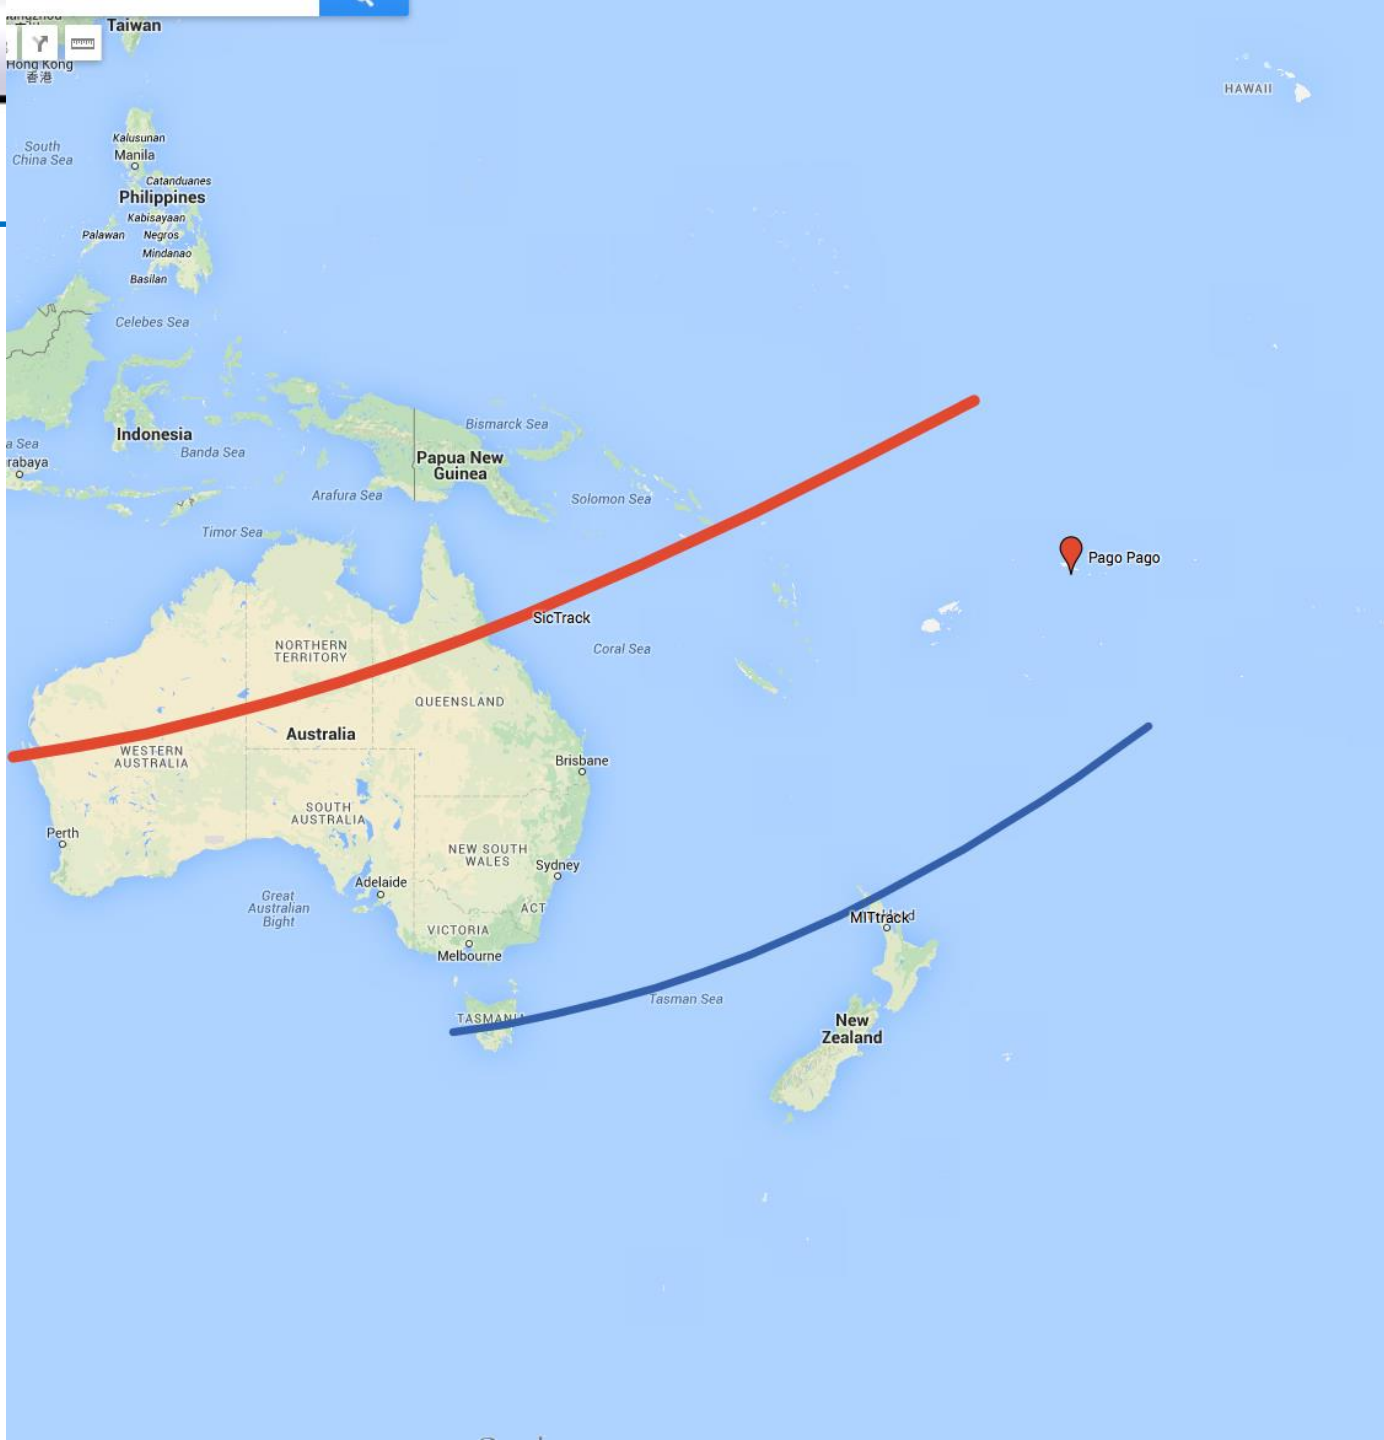 Taiwan
Hong Kong
香港
South
China Sea
Kalusunan
Manila
Catanduanes
Philippines
Kabisayaan
Palawan
Negros
Mindanao
Basilan
Celebes Sea
HAWAII
Indonesia
Banda Sea
a Sea
rabaya
Bismarck Sea
Papua New
Guinea
Arafura Sea
Solomon Sea
Timor Sea
Pago Pago
SicTrack
Coral Sea
NORTHERN
TERRITORY
QUEENSLAND
Australia
WESTERN
AUSTRALIA
Brisbane
SOUTH
AUSTRALIA
Perth
NEW SOUTH
WALES
Sydney
Adelaide
Great
Australian
Bight
ACT
VICTORIA
Melbourne
MITtrack
Tasman Sea
TASMANIA
New
Zealand